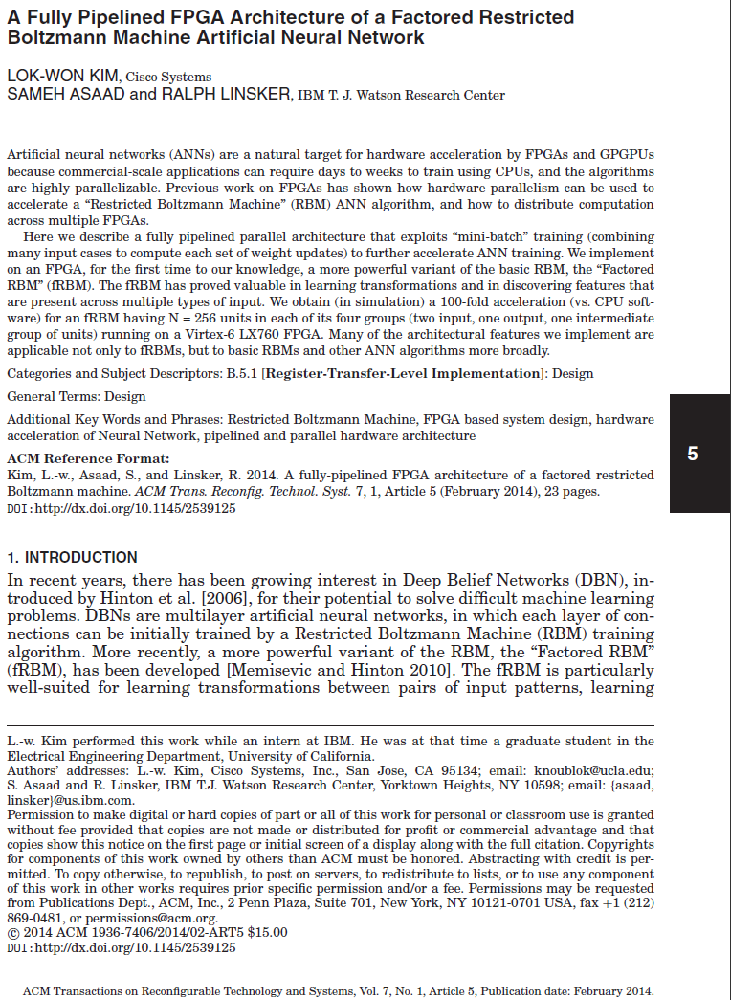 A Fully Pipelined FPGA Architecture of a Factored Restricted
Boltzmann Machine Artificial Neural Network
LOK-WON KIM, Cisco Systems
SAMEH ASAAD and RALPH LINSKER, IBM T. J. Watson Research Center
Artificial neural networks (ANNs) are a natural target for hardware acceleration by FPGAs and GPGPUs
because commercial-scale applications can require days to weeks to train using CPUs, and the algorithms
are highly parallelizable. Previous work on FPGAs has shown how hardware parallelism can be used to
accelerate a “Restricted Boltzmann Machine” (RBM) ANN algorithm, and how to distribute computation
across multiple FPGAs.
Here we describe a fully pipelined parallel architecture that exploits “mini-batch” training (combining
many input cases to compute each set of weight updates) to further accelerate ANN training. We implement
on an FPGA, for the first time to our knowledge, a more powerful variant of the basic RBM, the “Factored
RBM” (fRBM). The fRBM has proved valuable in learning transformations and in discovering features that
are present across multiple types of input. We obtain (in simulation) a 100-fold acceleration (vs. CPU soft-
ware) for an fRBM having N = 256 units in each of its four groups (two input, one output, one intermediate
group of units) running on a Virtex-6 LX760 FPGA. Many of the architectural features we implement are
applicable not only to fRBMs, but to basic RBMs and other ANN algorithms more broadly.
Categories and Subject Descriptors: B.5.1 [Register-Transfer-Level Implementation]: Design
General Terms: Design
Additional Key Words and Phrases: Restricted Boltzmann Machine, FPGA based system design, hardware
acceleration of Neural Network, pipelined and parallel hardware architecture
ACM Reference Format:
Kim, L.-w., Asaad, S., and Linsker, R. 2014. A fully-pipelined FPGA architecture of a factored restricted
Boltzmann machine. ACM Trans. Reconfig. Technol. Syst. 7, 1, Article 5 (February 2014), 23 pages.
DOI:http://dx.doi.org/10.1145/2539125
5
1. INTRODUCTION
In recent years, there has been growing interest in Deep Belief Networks (DBN), in-
troduced by Hinton et al. [2006], for their potential to solve difficult machine learning
problems. DBNs are multilayer artificial neural networks, in which each layer of con-
nections can be initially trained by a Restricted Boltzmann Machine (RBM) training
algorithm. More recently, a more powerful variant of the RBM, the “Factored RBM”
(fRBM), has been developed [Memisevic and Hinton 2010]. The fRBM is particularly
well-suited for learning transformations between pairs of input patterns, learning
L.-w. Kim performed this work while an intern at IBM. He was at that time a graduate student in the
Electrical Engineering Department, University of California.
Authors’ addresses: L.-w. Kim, Cisco Systems, Inc., San Jose, CA 95134; email: knoublok@ucla.edu;
S. Asaad and R. Linsker, IBM T.J. Watson Research Center, Yorktown Heights, NY 10598; email: {asaad,
linsker}@us.ibm.com.
Permission to make digital or hard copies of part or all of this work for personal or classroom use is granted
without fee provided that copies are not made or distributed for profit or commercial advantage and that
copies show this notice on the first page or initial screen of a display along with the full citation. Copyrights
for components of this work owned by others than ACM must be honored. Abstracting with credit is per-
mitted. To copy otherwise, to republish, to post on servers, to redistribute to lists, or to use any component
of this work in other works requires prior specific permission and/or a fee. Permissions may be requested
from Publications Dept., ACM, Inc., 2 Penn Plaza, Suite 701, New York, NY 10121-0701 USA, fax +1 (212)
869-0481, or permissions@acm.org.
© 2014 ACM 1936-7406/2014/02-ART5 $15.00
DOI:http://dx.doi.org/10.1145/2539125
ACM Transactions on Reconfigurable Technology and Systems, Vol. 7, No. 1, Article 5, Publication date: February 2014.